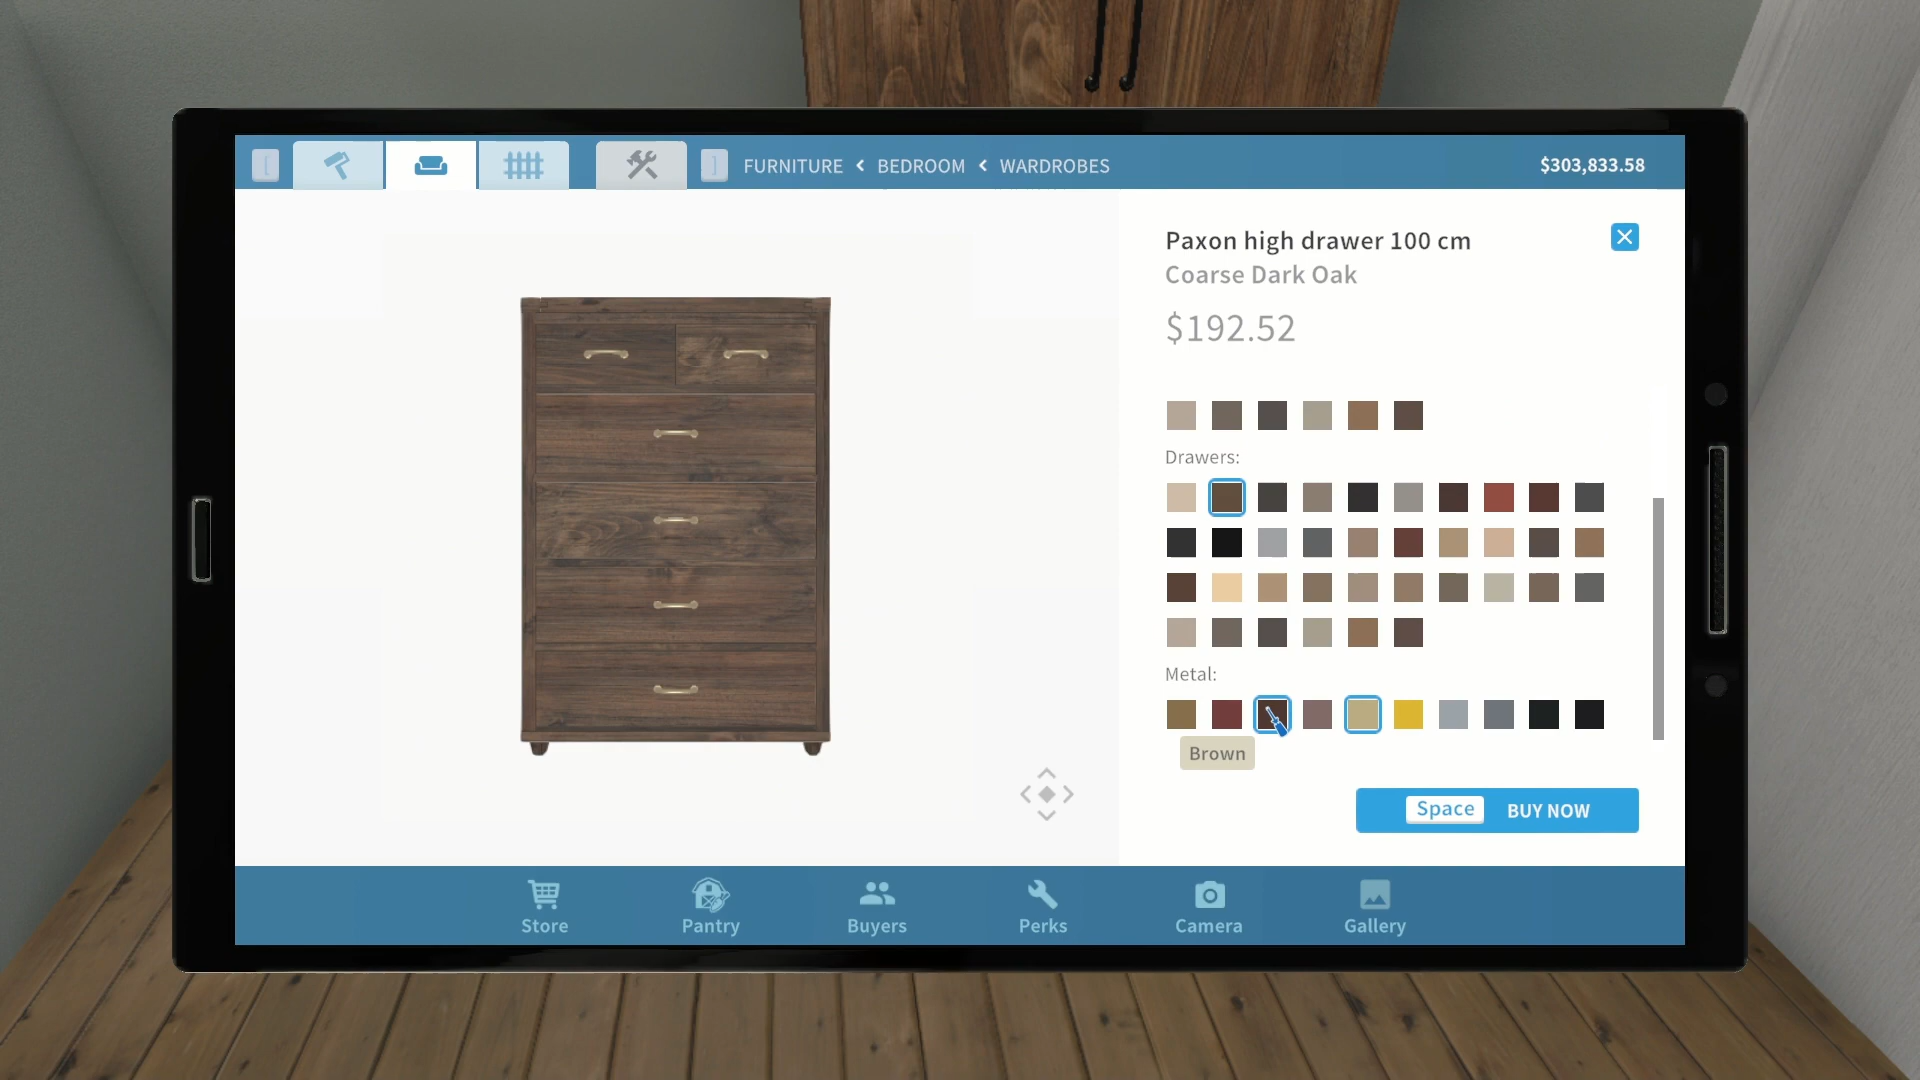 FURNITURE < BEDROOM < WARDROBES
$303,833.58
Paxon high drawer 100 cm
Coarse Dark Oak
$192.52
Drawers:
Metal:
Brown
Space BUY NOW
Store
Pantry
Buyers
Perks
Camera
Gallery